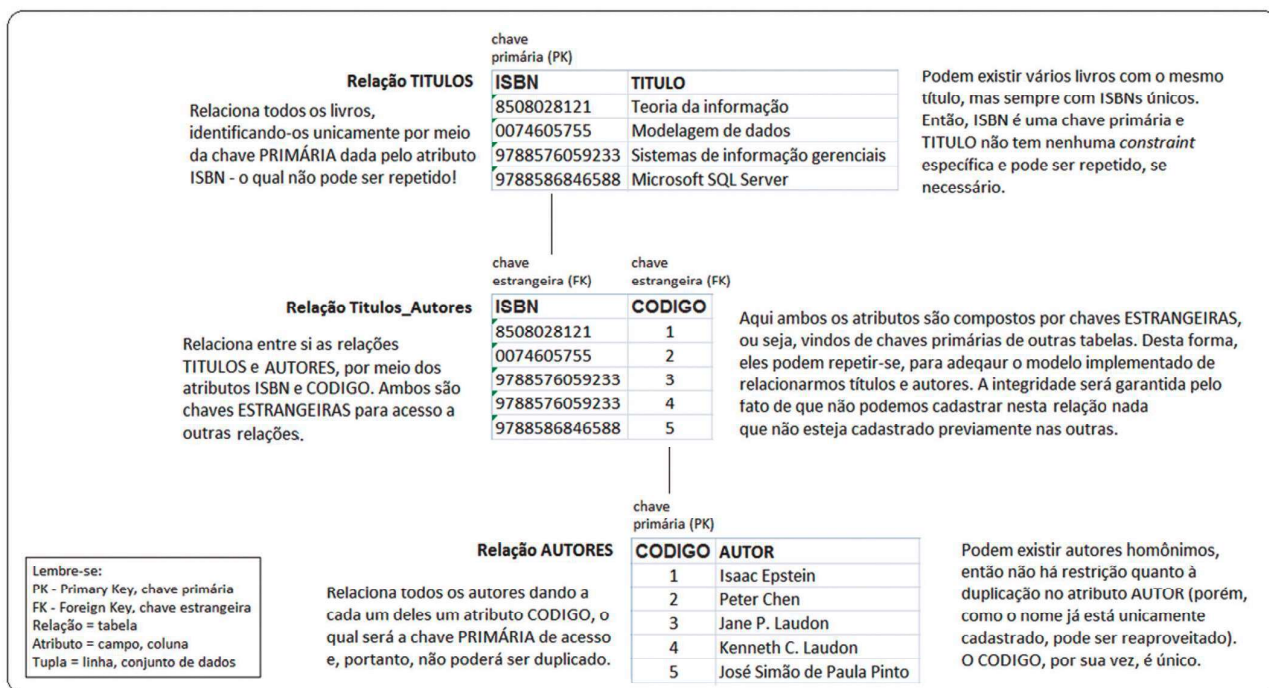 chave
primária (PK)
Relação TITULOS
ISBN TITULO
8508028121 Teoria da informação
0074605755 Modelagem de dados
9788576059233 Sistemas de informação gerenciais
9788586846588 Microsoft SQL Server
Relaciona todos os livros,
identificando-os unicamente por meio
da chave PRIMÁRIA dada pelo atributo
ISBN - o qual não pode ser repetido!
Podem existir vários livros com o mesmo
título, mas sempre com ISBNs únicos.
Então, ISBN é uma chave primária e
TITULO não tem nenhuma constraint
específica e pode ser repetido, se
necessário.
chave
estrangeira (FK)
chave
estrangeira (FK)
Relação Titulos_Autores
ISBN CODIGO
8508028121 1
0074605755 2
9788576059233 3
9788576059233 4
9788586846588 5
Relaciona entre si as relações
TITULOS e AUTORES, por meio dos
atributos ISBN e CODIGO. Ambos são
chaves ESTRANGEIRAS para acesso a
outras relações.
Aqui ambos os atributos são compostos por chaves ESTRANGEIRAS,
ou seja, vindos de chaves primárias de outras tabelas. Desta forma,
eles podem repetir-se, para adeqaur o modelo implementado de
relacionarmos títulos e autores. A integridade será garantida pelo
fato de que não podemos cadastrar nesta relação nada
que não esteja cadastrado previamente nas outras.
chave
primária (PK)
Relação AUTORES
CODIGO AUTOR
1 Isaac Epstein
2 Peter Chen
3 Jane P. Laudon
4 Kenneth C. Laudon
5 José Simão de Paula Pinto
Relaciona todos os autores dando a
cada um deles um atributo CODIGO, o
qual será a chave PRIMÁRIA de acesso
e, portanto, não poderá ser duplicado.
Podem existir autores homônimos,
então não há restrição quanto à
duplicação no atributo AUTOR (porém,
como o nome já está unicamente
cadastrado, pode ser reaproveitado).
O CODIGO, por sua vez, é único.
Lembre-se:
PK - Primary Key, chave primária
FK - Foreign Key, chave estrangeira
Relação = tabela
Atributo = campo, coluna
Tupla = linha, conjunto de dados